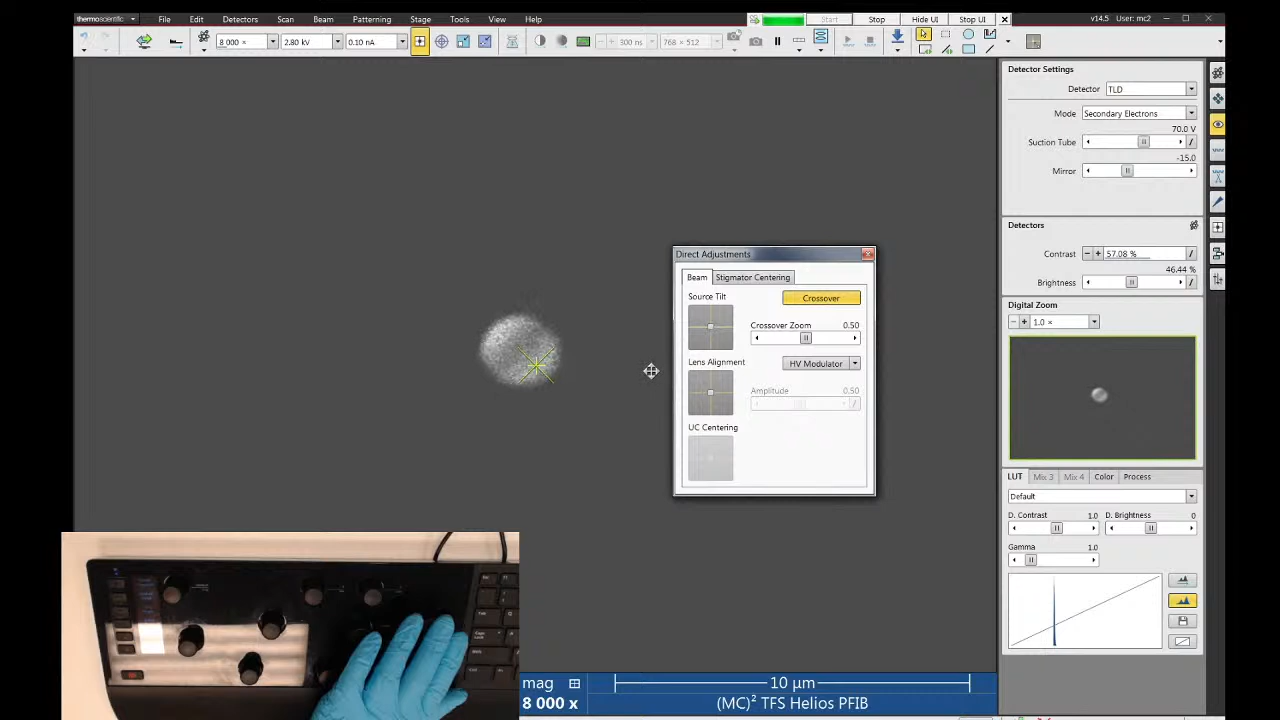 thermoscientific File Edit Detectors Scan Beam Patterning Stage Tools View Help Start Stop Hide UI Stop UI v14.5 User: mc2
8 000 × 2.80 kV 0.10 nA 300 ns 768 × 512
Detector Settings
Detector TLD
Mode Secondary Electrons
70.0 V
Suction Tube
-15.0
Mirror
Detectors
Contrast 57.08 %
46.44 %
Brightness
Digital Zoom
1.0 ×
Direct Adjustments
Beam Stigmator Centering
Source Tilt Crossover
Crossover Zoom 0.50
Lens Alignment HV Modulator
Amplitude 0.50
UC Centering
LUT Mix 3 Mix 4 Color Process
Default
D. Contrast 1.0 D. Brightness 0
Gamma 1.0
mag 10 µm
8 000 x (MC)² TFS Helios PFIB